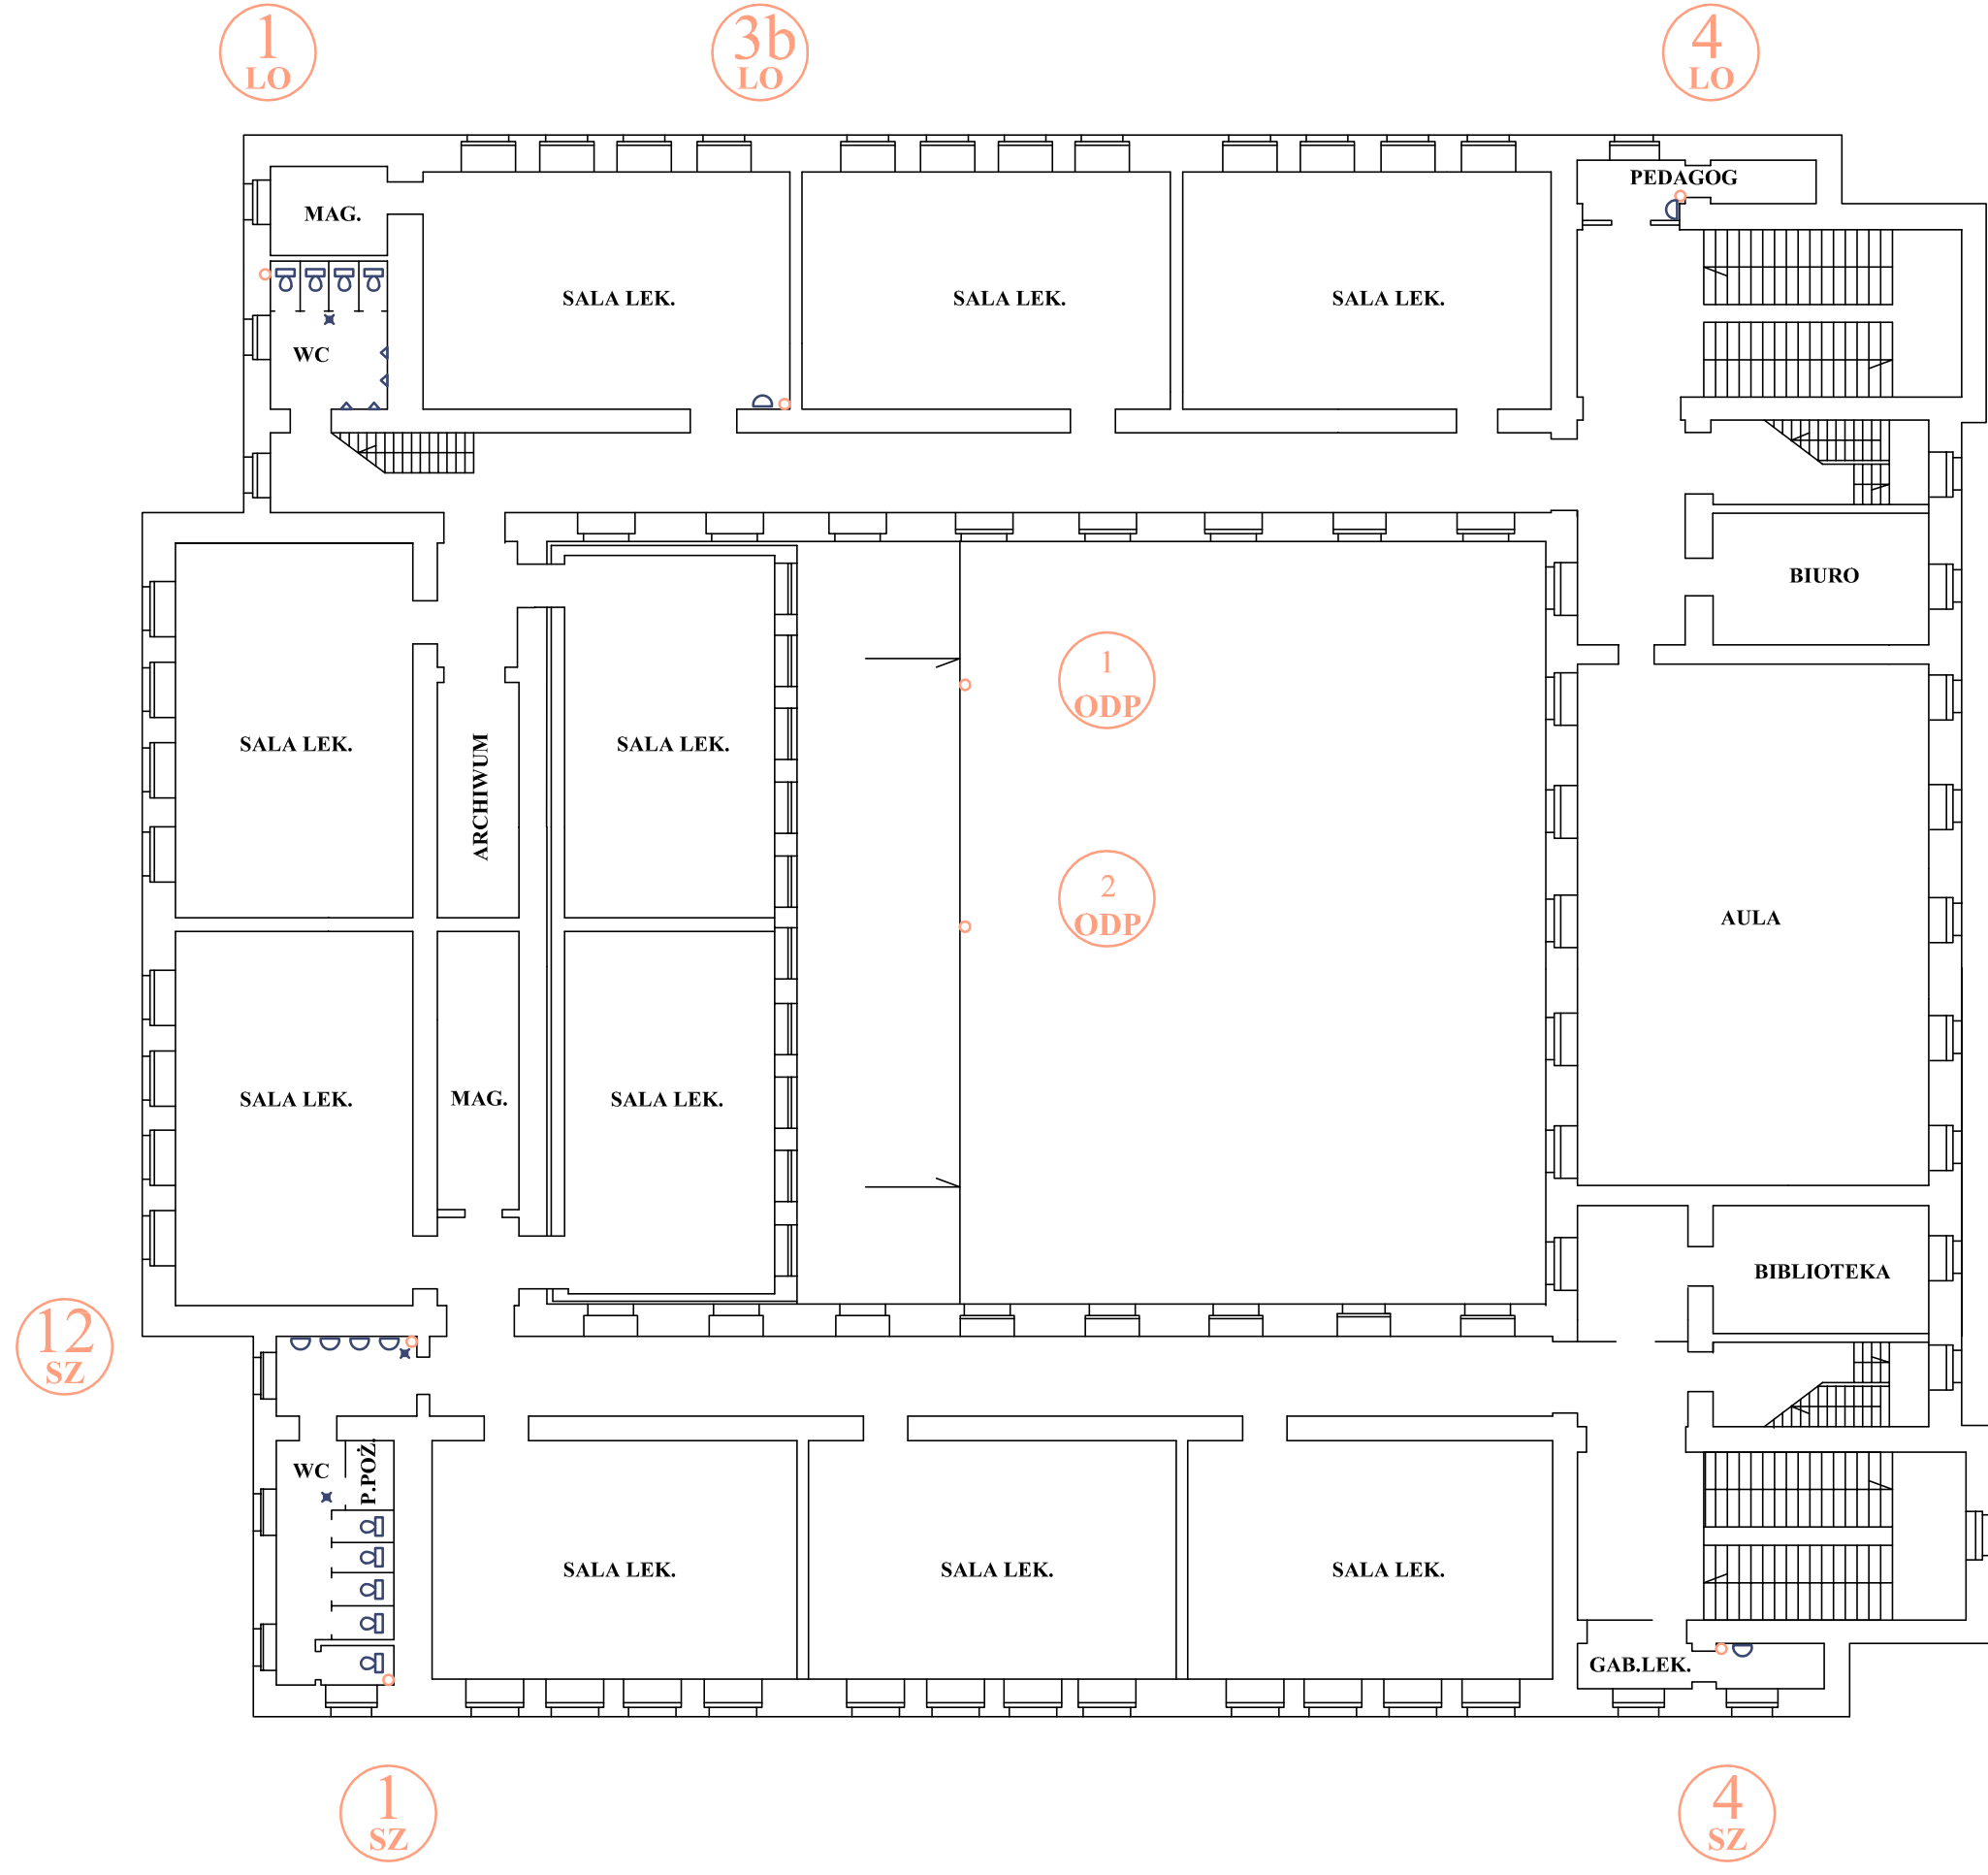 1
LO
3b
LO
4
LO
PEDAGOG
MAG.
SALA LEK.
SALA LEK.
SALA LEK.
WC
BIURO
1
ODP
SALA LEK.
SALA LEK.
ARCHIWUM
2
ODP
AULA
SALA LEK.
MAG.
SALA LEK.
BIBLIOTEKA
12
SZ
WC
P.POŻ.
SALA LEK.
SALA LEK.
SALA LEK.
GAB.LEK.
1
SZ
4
SZ